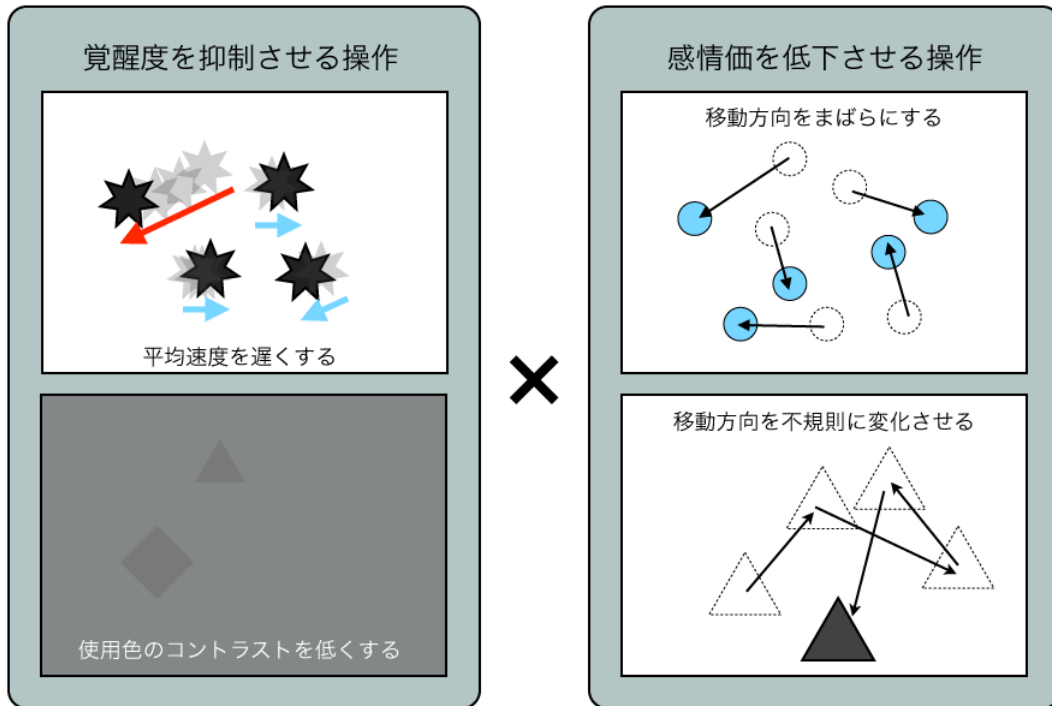 覚醒度を抑制させる操作
平均速度を遅くする
使用色のコントラストを低くする
×
感情価を低下させる操作
移動方向をまばらにする
移動方向を不規則に変化させる